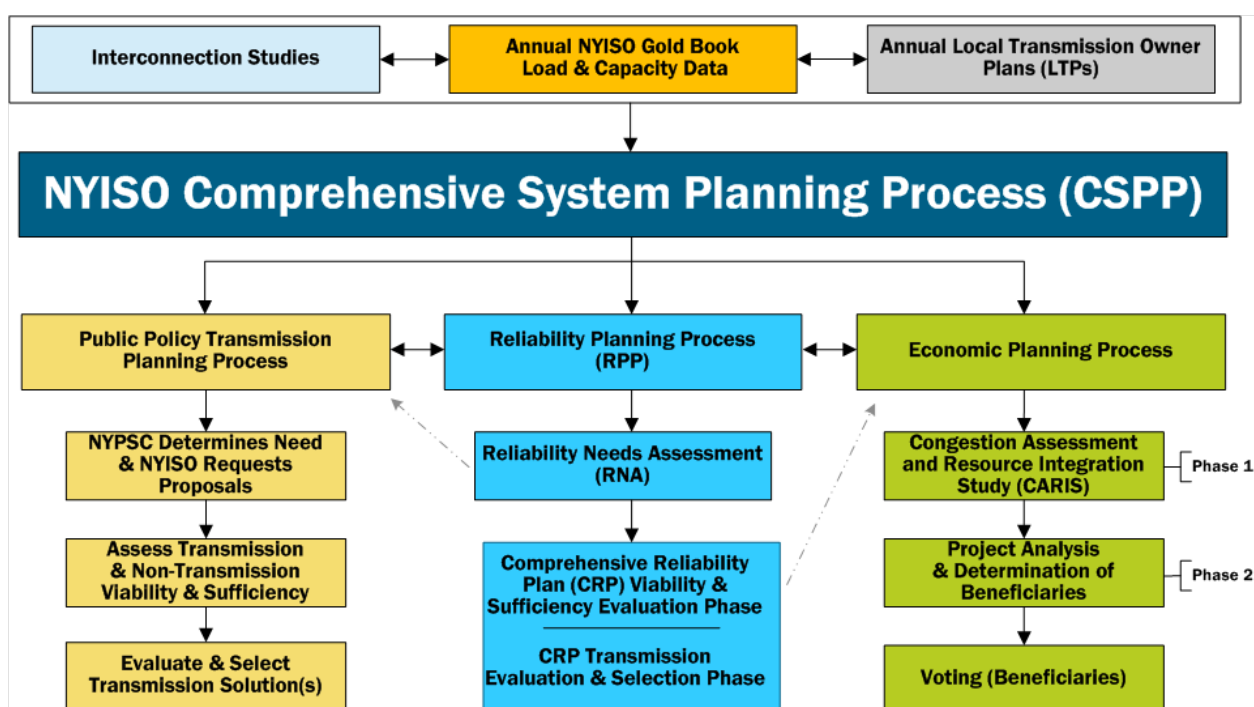 Interconnection Studies
Annual NYISO Gold Book
Load & Capacity Data
Annual Local Transmission Owner
Plans (LTPs)
NYISO Comprehensive System Planning Process (CSPP)
Public Policy Transmission
Planning Process
Reliability Planning Process
(RPP)
Economic Planning Process
NYPSC Determines Need
& NYISO Requests
Proposals
Reliability Needs Assessment
(RNA)
Congestion Assessment
and Resource Integration
Study (CARIS)
Phase 1
Assess Transmission
& Non-Transmission
Viability & Sufficiency
Comprehensive Reliability
Plan (CRP) Viability &
Sufficiency Evaluation Phase
Project Analysis
& Determination of
Beneficiaries
Phase 2
Evaluate & Select
Transmission Solution(s)
CRP Transmission
Evaluation & Selection Phase
Voting (Beneficiaries)